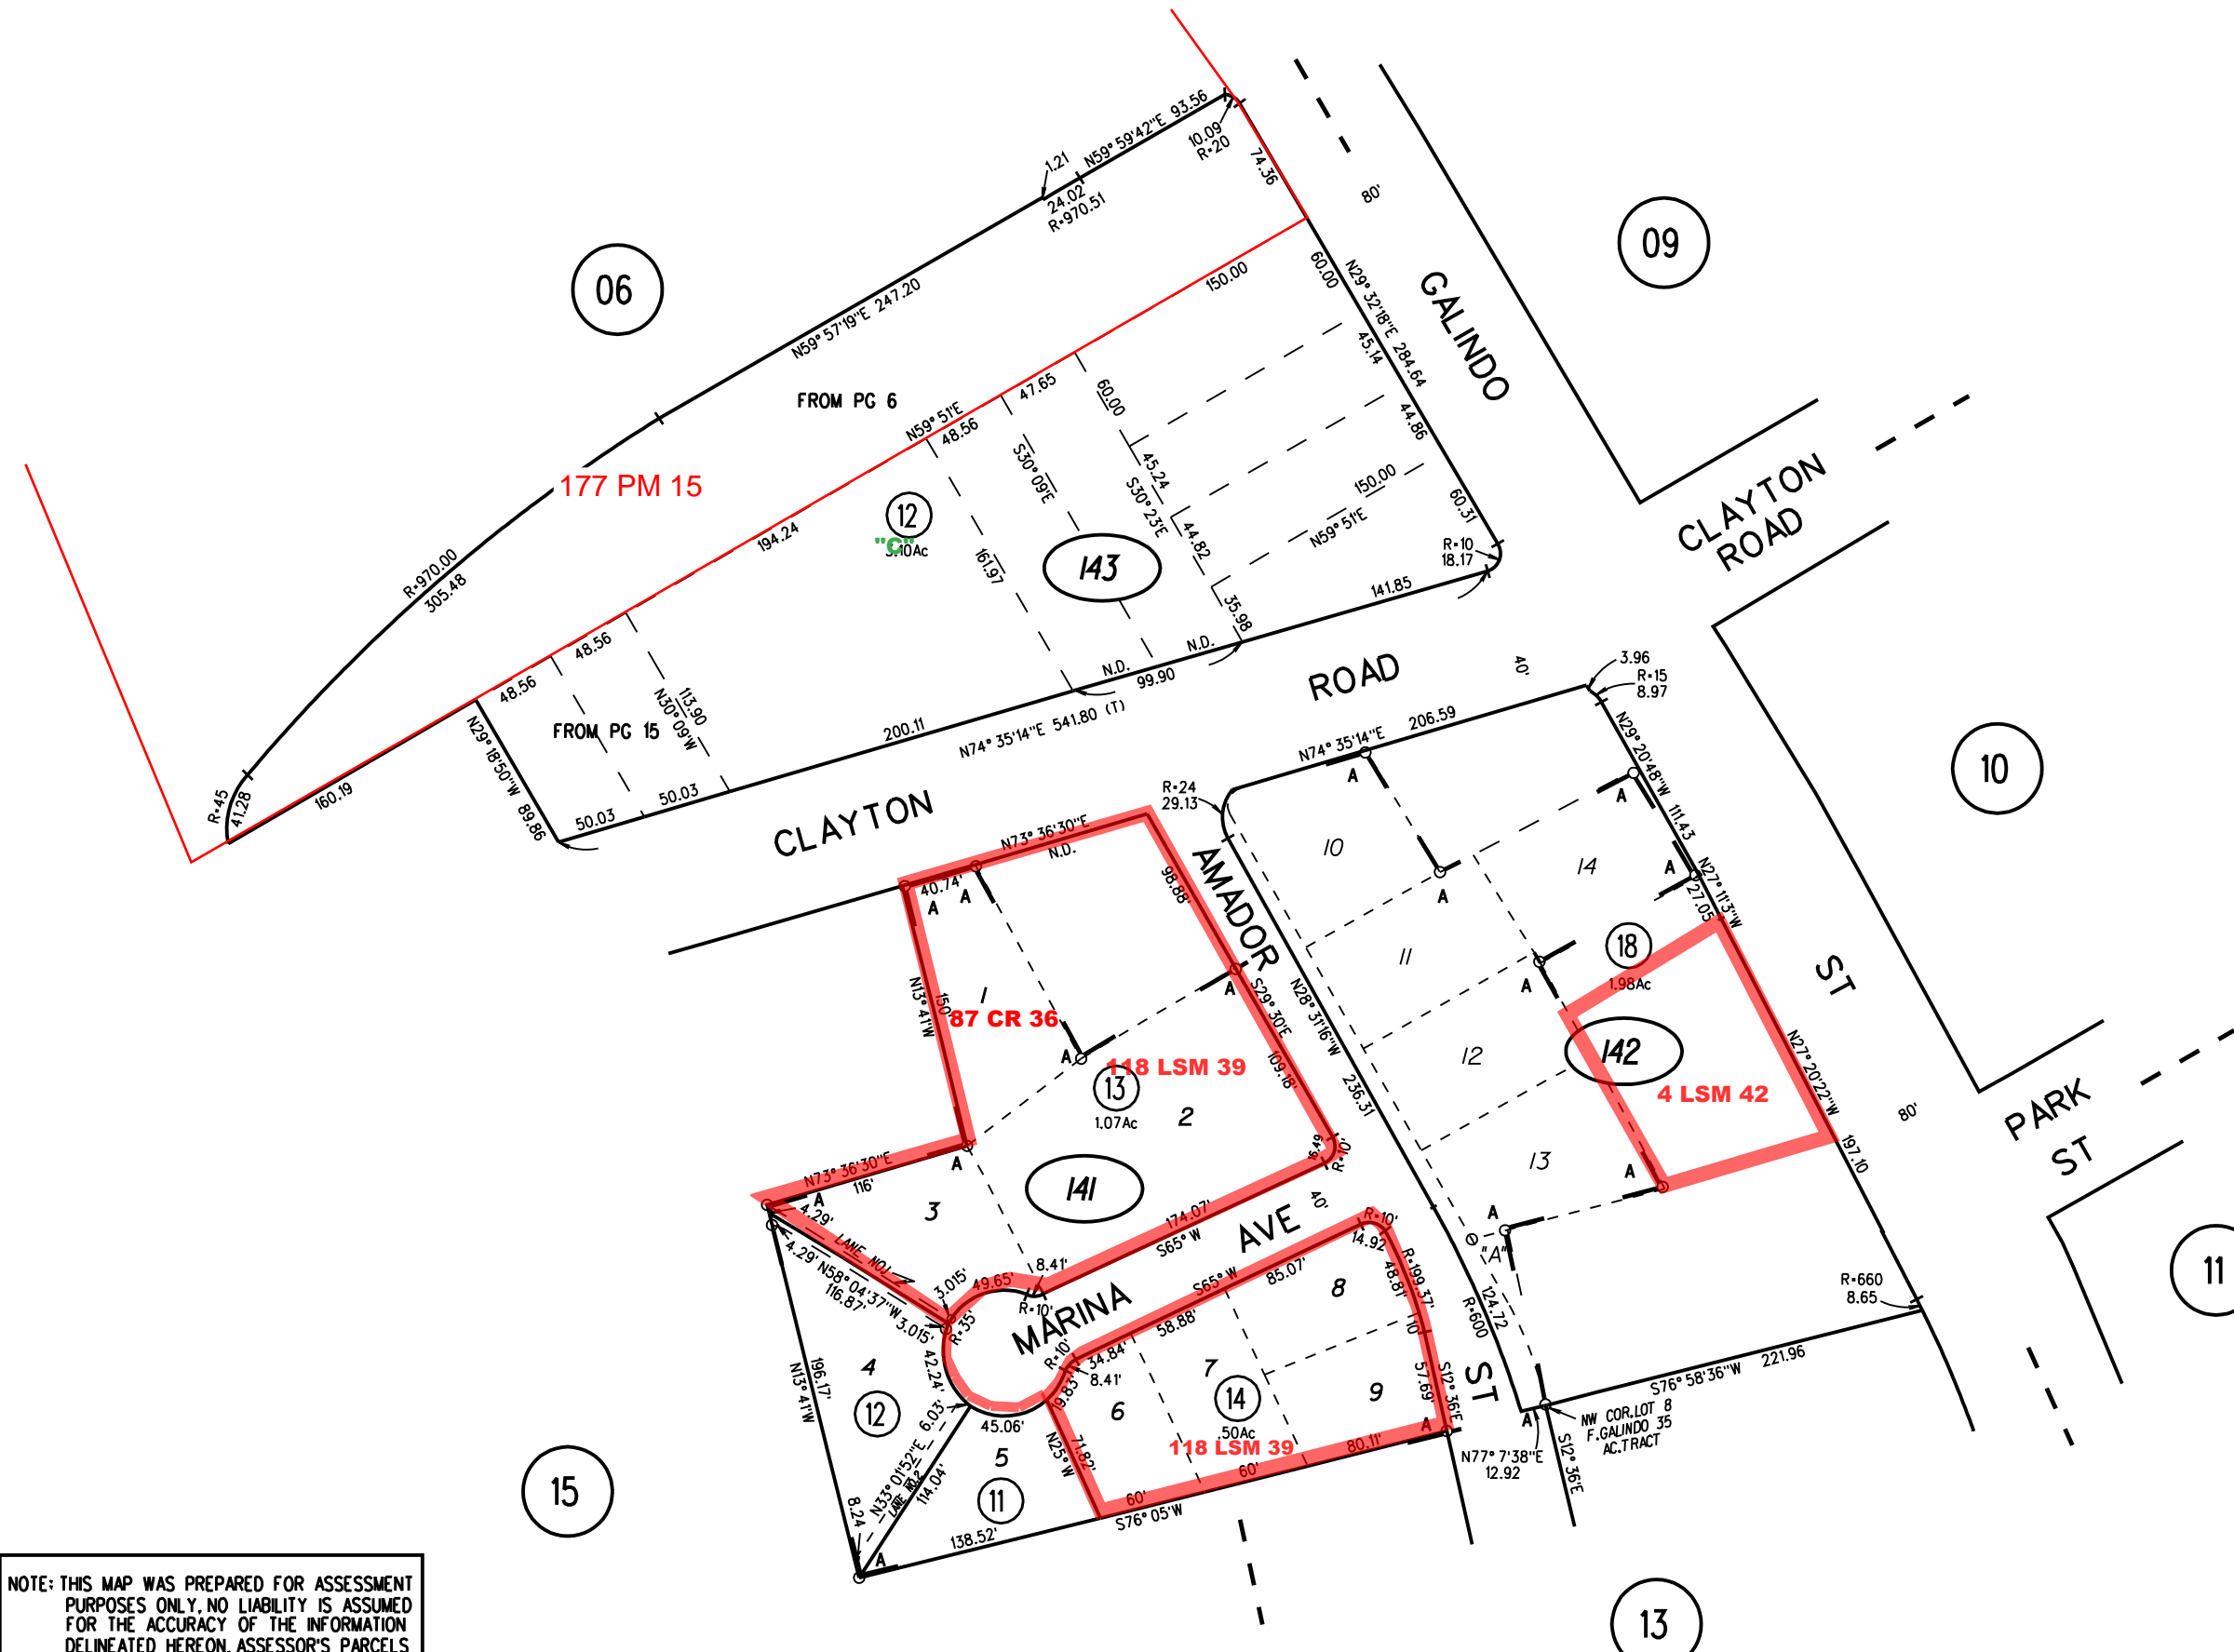 1.21
N59° 59'42"E 93.56
10.09
R=20
74.36
24.02
R=970.51
80'
09
06
N59° 57'19"E 247.20
150.00
60.00
N29° 32'18"E 284.64
GALINDO
45.14
FROM PG 6
N59° 51'E
48.56
47.65
60.00
44.86
177 PM 15
S30° 09'E
45.24
S30° 23'E
150.00
N59° 51'E
60.31
CLAYTON
ROAD
12
"C"
194.24
161.97
143
44.82
R=10
18.17
R=970.00
305.48
141.85
35.98
48.56
48.56
N.D.
N.D.
99.90
ROAD
40'
3.96
R=15
8.97
113.90
N30° 09'W
FROM PG 15
N29° 18'50"W 89.86
200.11
N74° 35'14"E 541.80 (T)
N74° 35'14"E 206.59
N29° 20'48"W 111.43
10
R=45
41.28
160.19
50.03
50.03
CLAYTON
R=24
29.13
A
A
N73° 36'30"E
N.D.
AMADOR
10
14
A
N27° 11'3"W
27.05
40.74'
A
A
98.88'
A
11
18
1.98Ac
ST
N13° 41'W
150'
1
87 CR 36
A
S29° 30'E
109.18'
N28° 31'16"W
236.31
A
12
142
N27° 20'22"W
197.10
118 LSM 39
A
13
1.07Ac
2
4 LSM 42
80'
PARK
ST
A
16.49
R=10'
13
A
N73° 36'30"E
116'
A
141
3
40'
174.07'
S65° W
AVE
R=10'
14.92
A
"A"
4.29'
LANE NO.1
4.29' N58° 04'37"W
116.87'
3.015'
3.015'
49.65'
8.41'
R=10'
R=35'
MARINA
S65° W
85.07'
8
R=199.37'
48.81'
10'
R=600
124.72
R=660
8.65
11
58.88'
R=10'
34.84'
8.41'
19.83'
42.24'
196.17'
N13° 41'W
4
12
7
14
.50Ac
9
57.69'
S12° 36'E
ST
S76° 58'36"W 221.96
45.06'
6
A
A
NW COR.LOT 8
F.GALINDO 35
AC.TRACT
N77° 7'38"E
12.92
S12° 36'E
N33° 01'52"E 6.03'
LANE NO.2
114.04'
5
11
N25° W
71.82'
118 LSM 39
80.11'
60'
60'
S76° 05'W
15
8.24
138.52'
A
13
NOTE: THIS MAP WAS PREPARED FOR ASSESSMENT
PURPOSES ONLY. NO LIABILITY IS ASSUMED
FOR THE ACCURACY OF THE INFORMATION
DELINEATED HEREON. ASSESSOR'S PARCELS